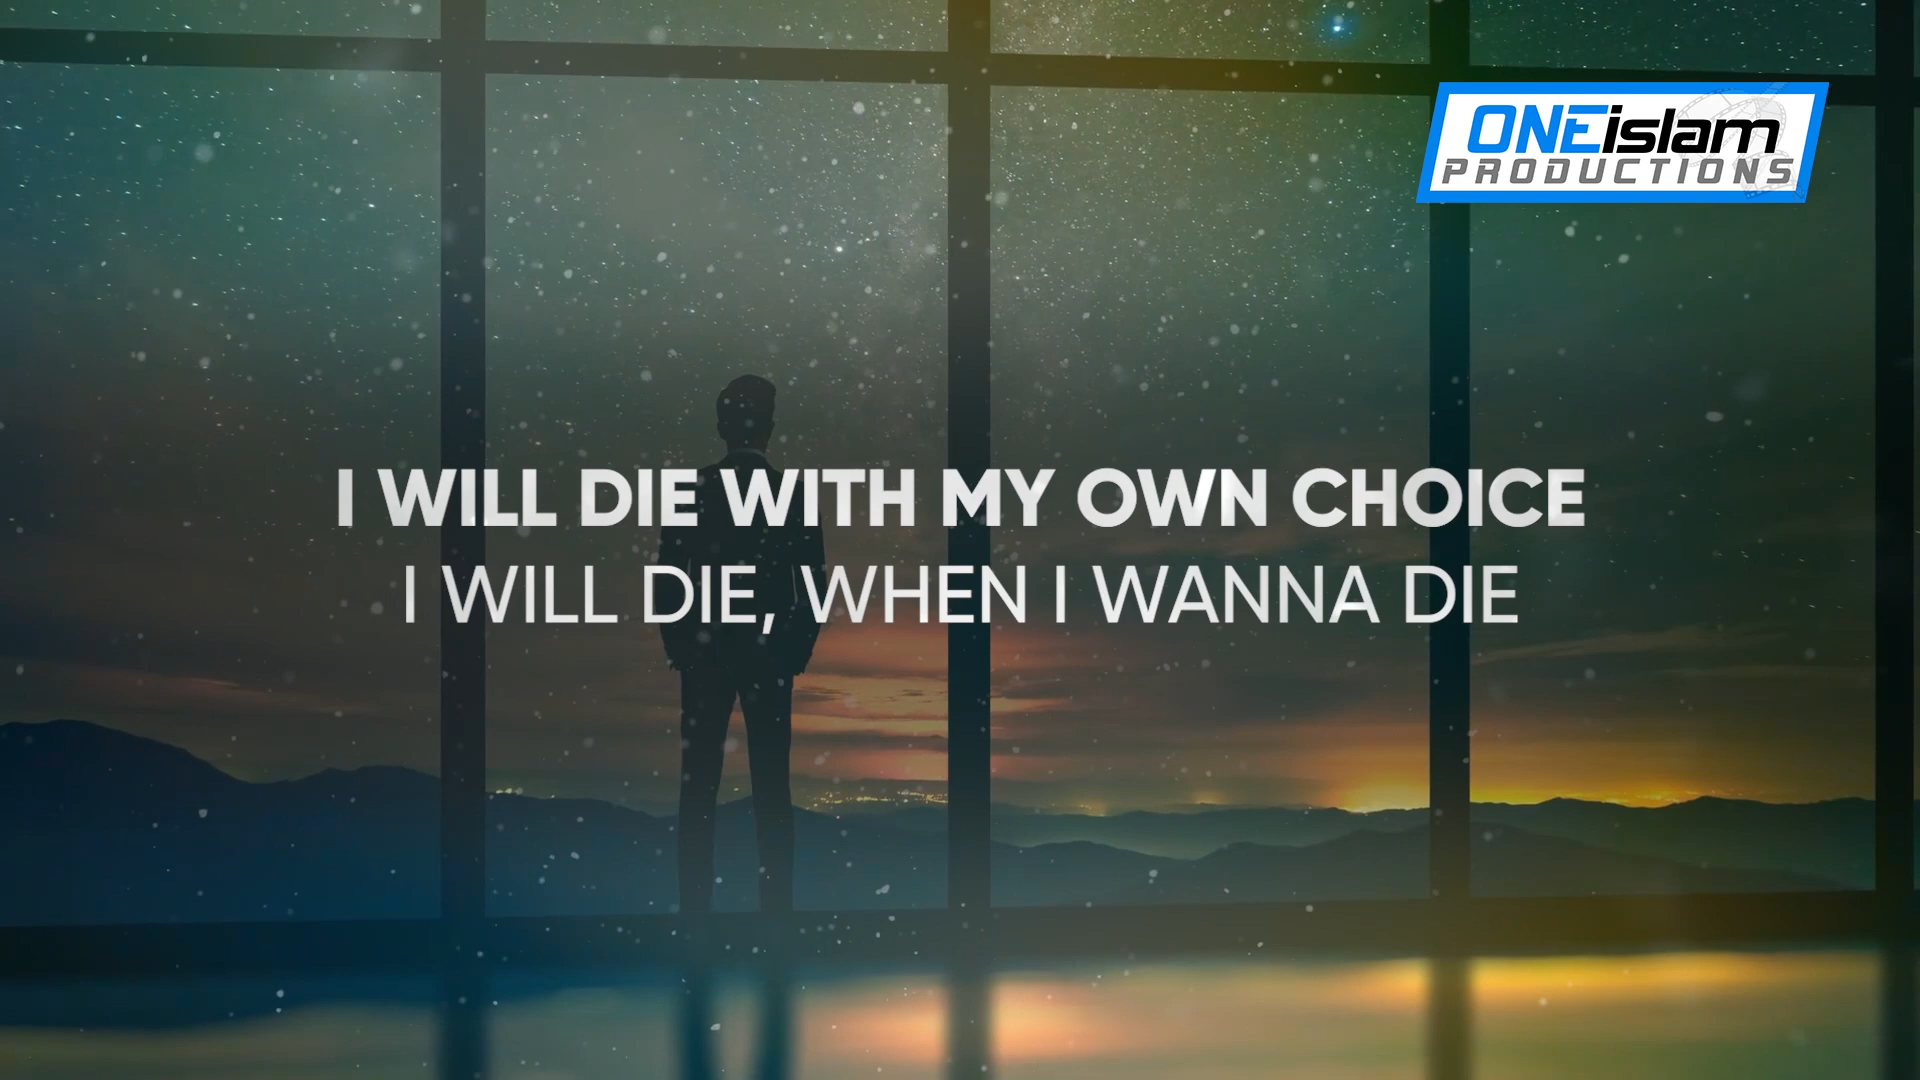 ONEislam
PRODUCTIONS
I WILL DIE WITH MY OWN CHOICE
I WILL DIE, WHEN I WANNA DIE